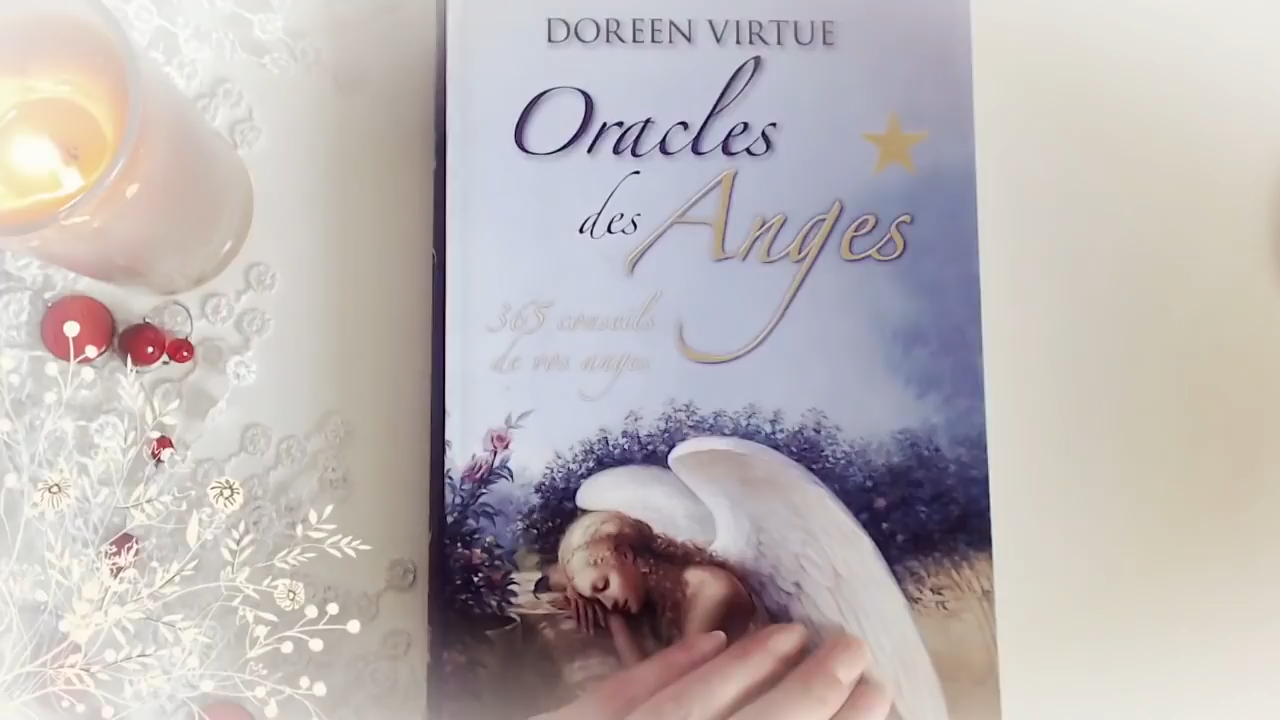 DOREEN VIRTUE
Oracles
des Anges
365 conseils
de vos anges